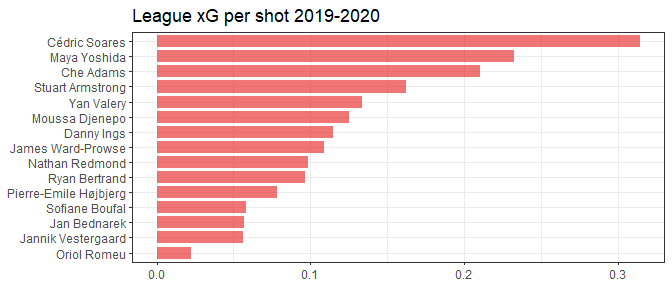 League xG per shot 2019-2020
Cédric Soares
Maya Yoshida
Che Adams
Stuart Armstrong
Yan Valery
Moussa Djenepo
Danny Ings
James Ward-Prowse
Nathan Redmond
Ryan Bertrand
Pierre-Emile Højbjerg
Sofiane Boufal
Jan Bednarek
Jannik Vestergaard
Oriol Romeu
0.0 0.1 0.2 0.3